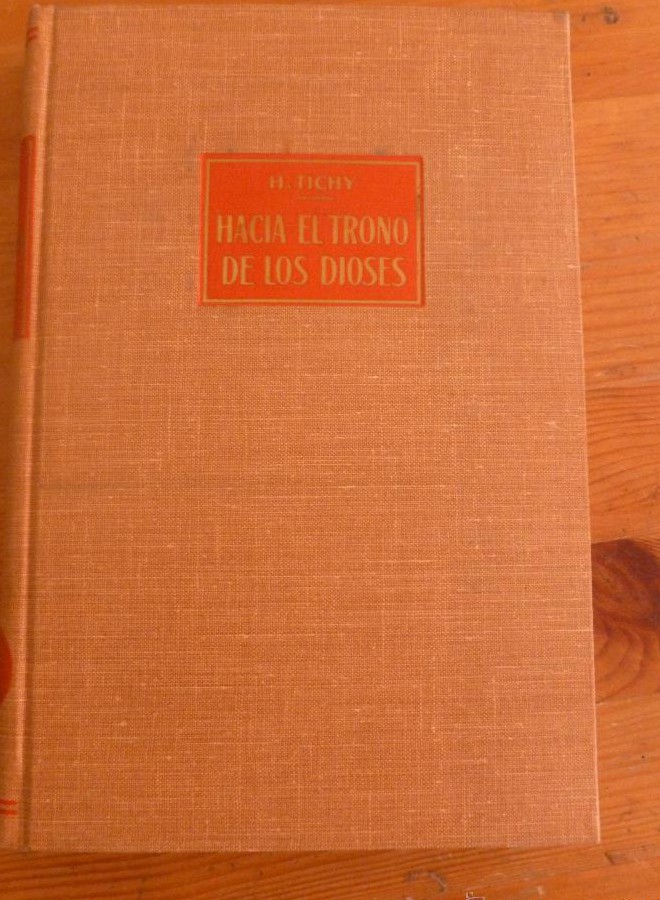 H. TICHY
HACIA EL TRONO
DE LOS DIOSES